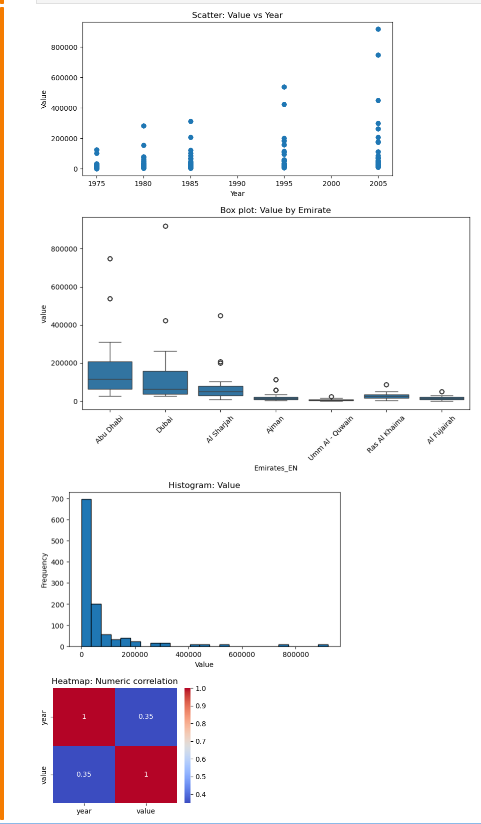 Scatter: Value vs Year
800000
600000
400000
200000
0
Value
1975 1980 1985 1990 1995 2000 2005
Year
Box plot: Value by Emirate
800000
600000
400000
200000
0
value
Abu Dhabi Dubai Al Sharjah Ajman Umm Al - Quwain Ras Al Khaima Al Fujairah
Emirates_EN
Histogram: Value
700
600
500
400
300
200
100
0
Frequency
0 200000 400000 600000 800000
Value
Heatmap: Numeric correlation
year
value
1 0.35
0.35 1
year value
1.0
0.9
0.8
0.7
0.6
0.5
0.4